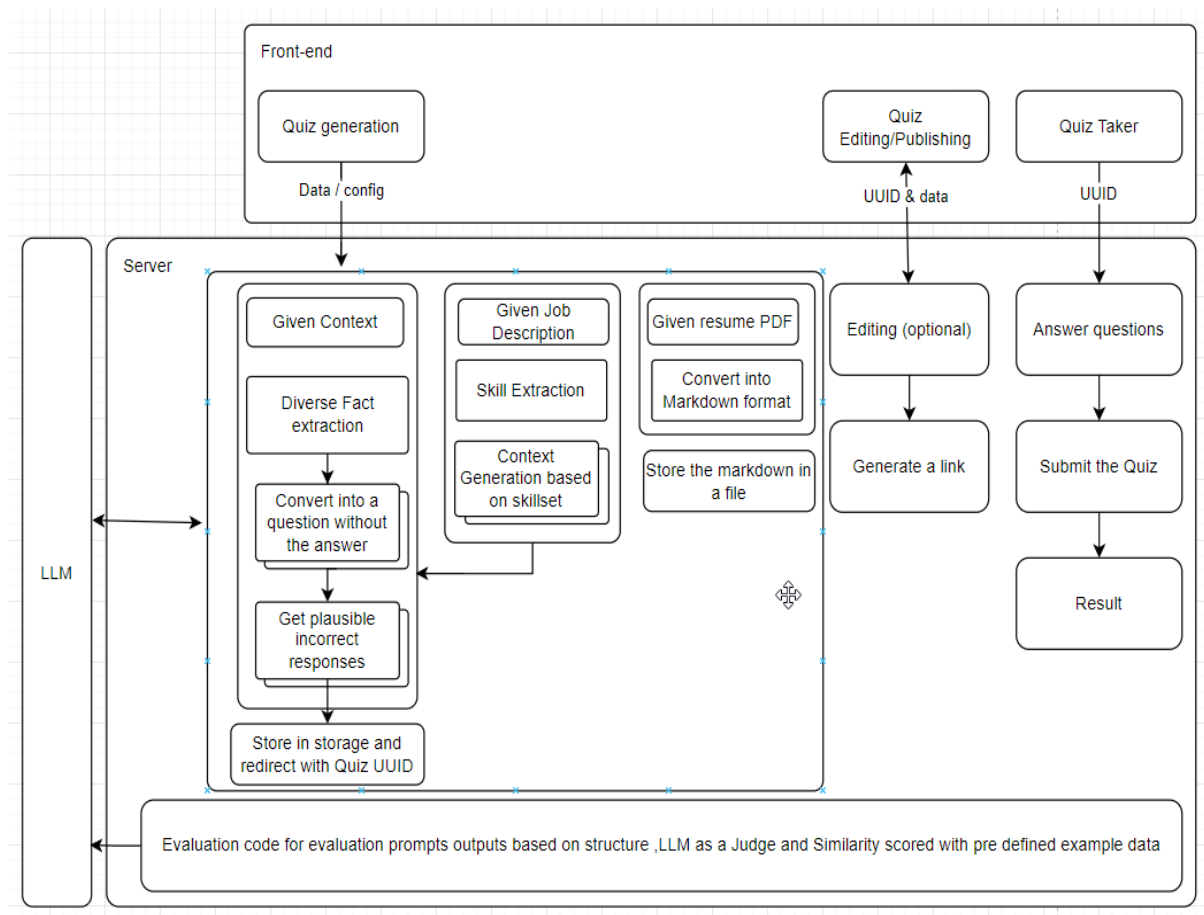 Front-end
Quiz generation
Quiz
Editing/Publishing
Quiz Taker
Data / config
UUID & data
UUID
Server
Given Context
Diverse Fact
extraction
Convert into a
question without
the answer
Get plausible
incorrect
responses
Store in storage and
redirect with Quiz UUID
Given Job
Description
Skill Extraction
Context
Generation based
on skillset
Given resume PDF
Convert into
Markdown format
Store the markdown in
a file
Editing (optional)
Generate a link
Answer questions
Submit the Quiz
Result
LLM
Evaluation code for evaluation prompts outputs based on structure ,LLM as a Judge and Similarity scored with pre defined example data